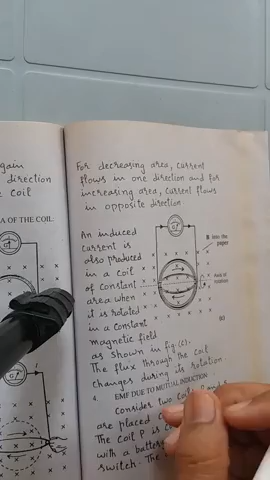 gain
direction
coil
EA OF THE COIL:
For decreasing area, current
flows in one direction and for
increasing area, current flows
in opposite direction.
An induced
current is
also produced
in a coil
of constant
area when
it is rotated
in a constant
magnetic field
as shown in fig.(c).
The flux through the coil
changes during its rotation.
B into the
paper
Axis of
rotation
(c)
4. EMF DUE TO MUTUAL INDUCTION
Consider two coils P and
are placed
The coil P is
with a battery
switch. The